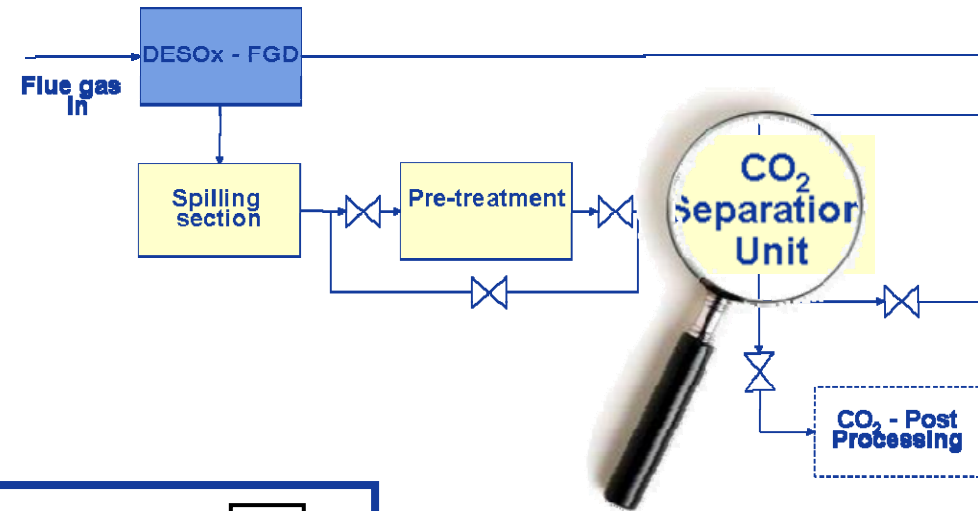 DESOx - FGD
Flue gas
In
Spilling
section
Pre-treatment
CO₂
Separation
Unit
CO₂ - Post
Processing